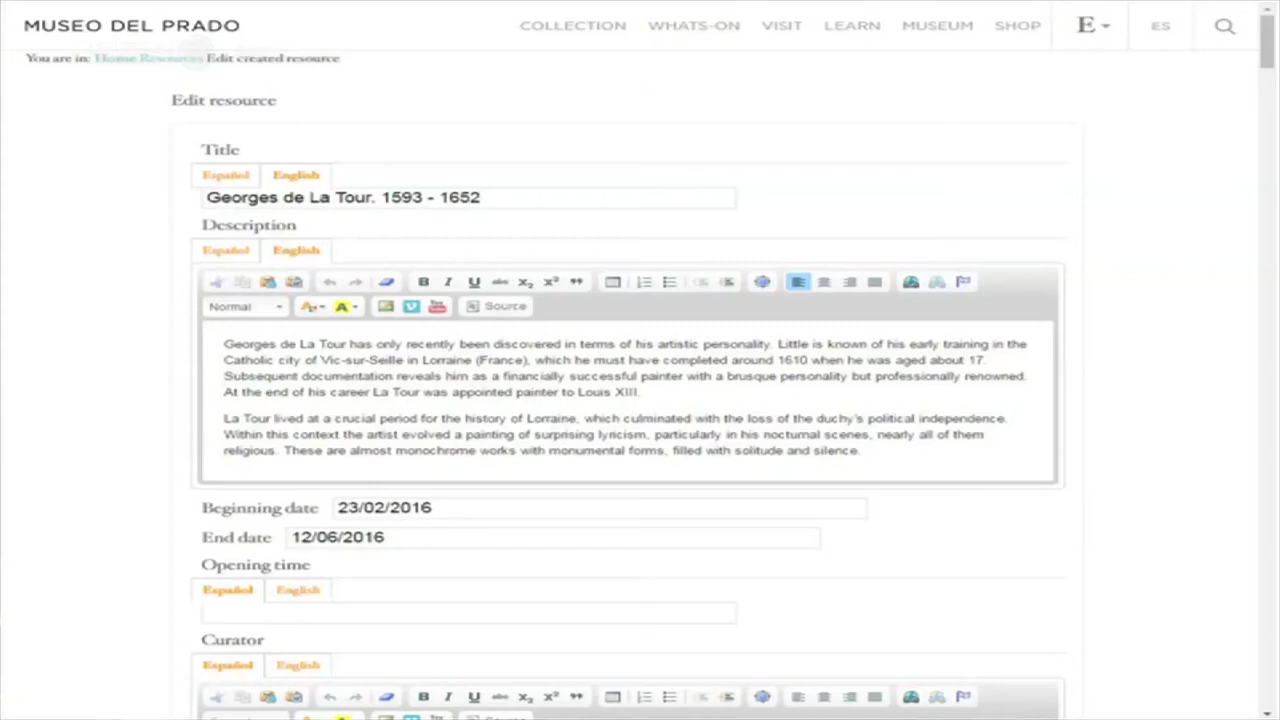 MUSEO DEL PRADO COLLECTION WHATS-ON VISIT LEARN MUSEUM SHOP E ES
You are in: Home Resources Edit created resource
Edit resource
Title
Español English
Georges de La Tour. 1593 - 1652
Description
Español English
B I U abc X₂ X² ”
Normal A A Source
Georges de La Tour has only recently been discovered in terms of his artistic personality. Little is known of his early training in the
Catholic city of Vic-sur-Seille in Lorraine (France), which he must have completed around 1610 when he was aged about 17.
Subsequent documentation reveals him as a financially successful painter with a brusque personality but professionally renowned.
At the end of his career La Tour was appointed painter to Louis XIII.
La Tour lived at a crucial period for the history of Lorraine, which culminated with the loss of the duchy's political independence.
Within this context the artist evolved a painting of surprising lyricism, particularly in his nocturnal scenes, nearly all of them
religious. These are almost monochrome works with monumental forms, filled with solitude and silence.
Beginning date 23/02/2016
End date 12/06/2016
Opening time
Español English
Curator
Español English
B I U abc X₂ X² ”